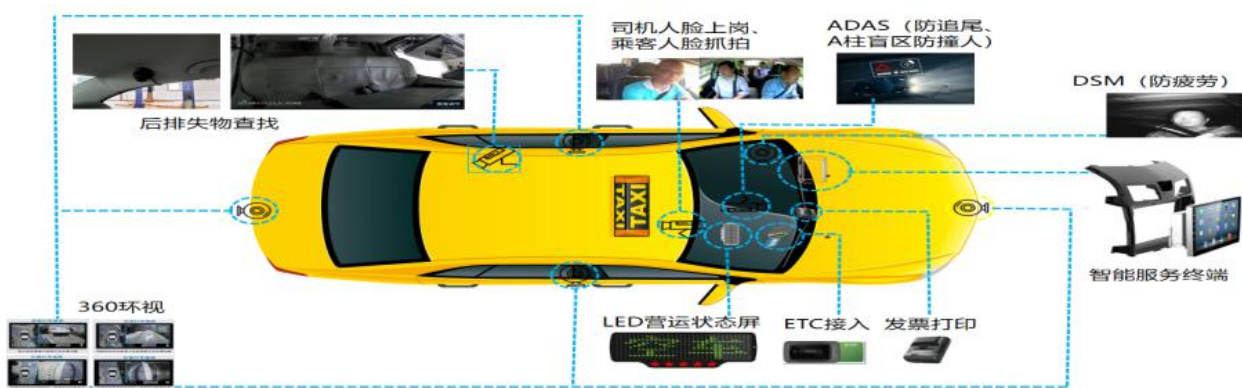 司机人脸上岗、
乘客人脸抓拍
ADAS（防追尾、
A柱盲区防撞人）
DSM（防疲劳）
后排失物查找
TAXI
TAXI
智能服务终端
360环视
LED营运状态屏
ETC接入
发票打印